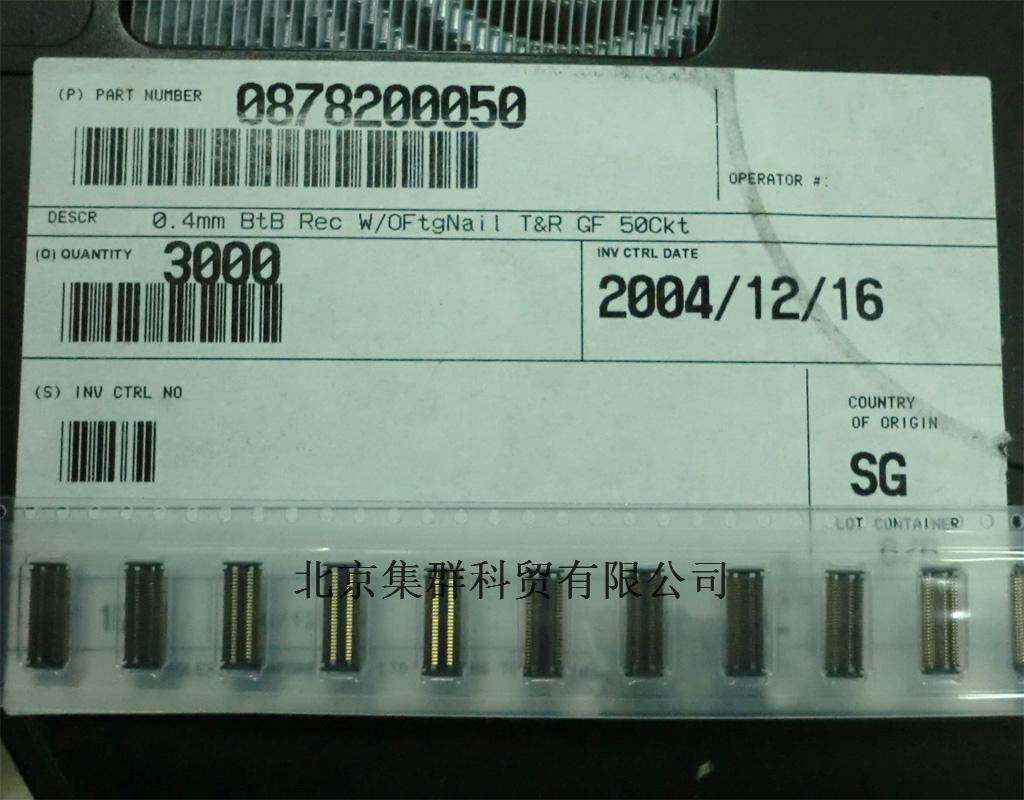 (P) PART NUMBER 0878200050
OPERATOR #:
DESCR 0.4mm BtB Rec W/OFtgNail T&R GF 50Ckt
(Q) QUANTITY 3000
INV CTRL DATE
2004/12/16
(S) INV CTRL NO
COUNTRY
OF ORIGIN
SG
LOT CONTAINER
6/6
北京集群科贸有限公司